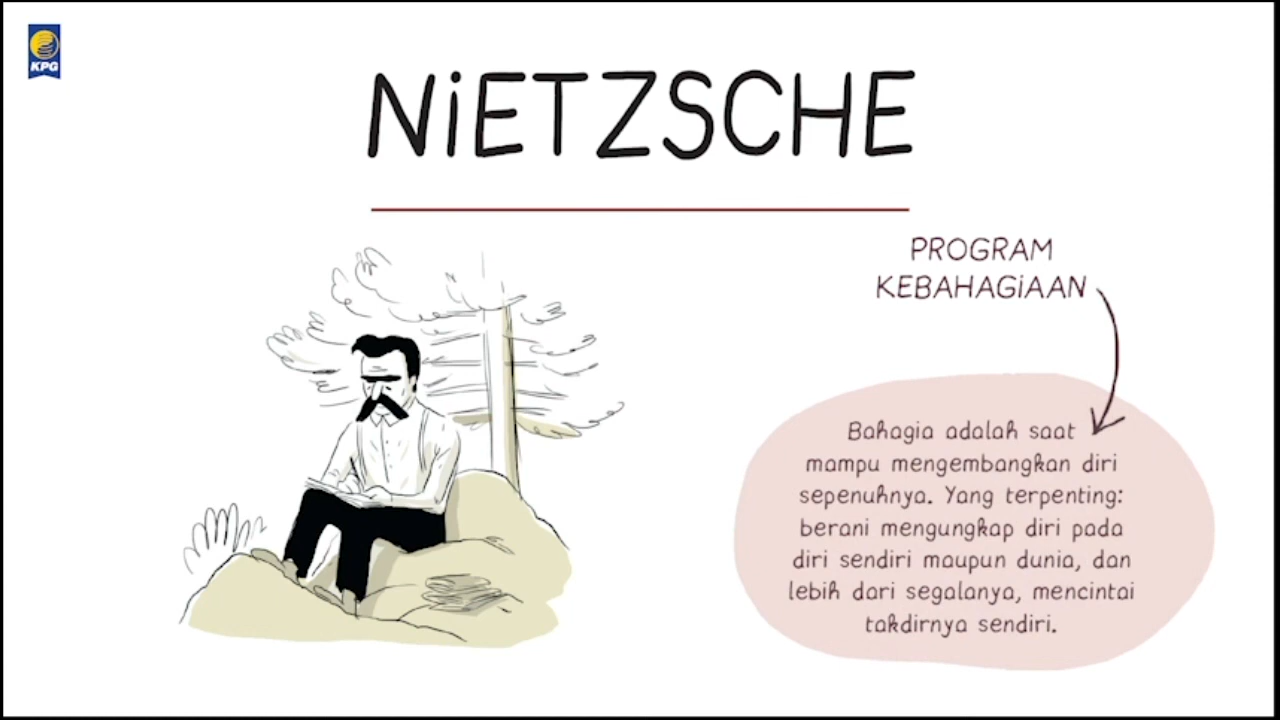 KPG
NiETZSCHE
PROGRAM
KEBAHAGiAAN
Bahagia adalah saat
mampu mengembangkan diri
sepenuhnya. Yang terpenting:
berani mengungkap diri pada
diri sendiri maupun dunia, dan
lebih dari segalanya, mencintai
takdirnya sendiri.